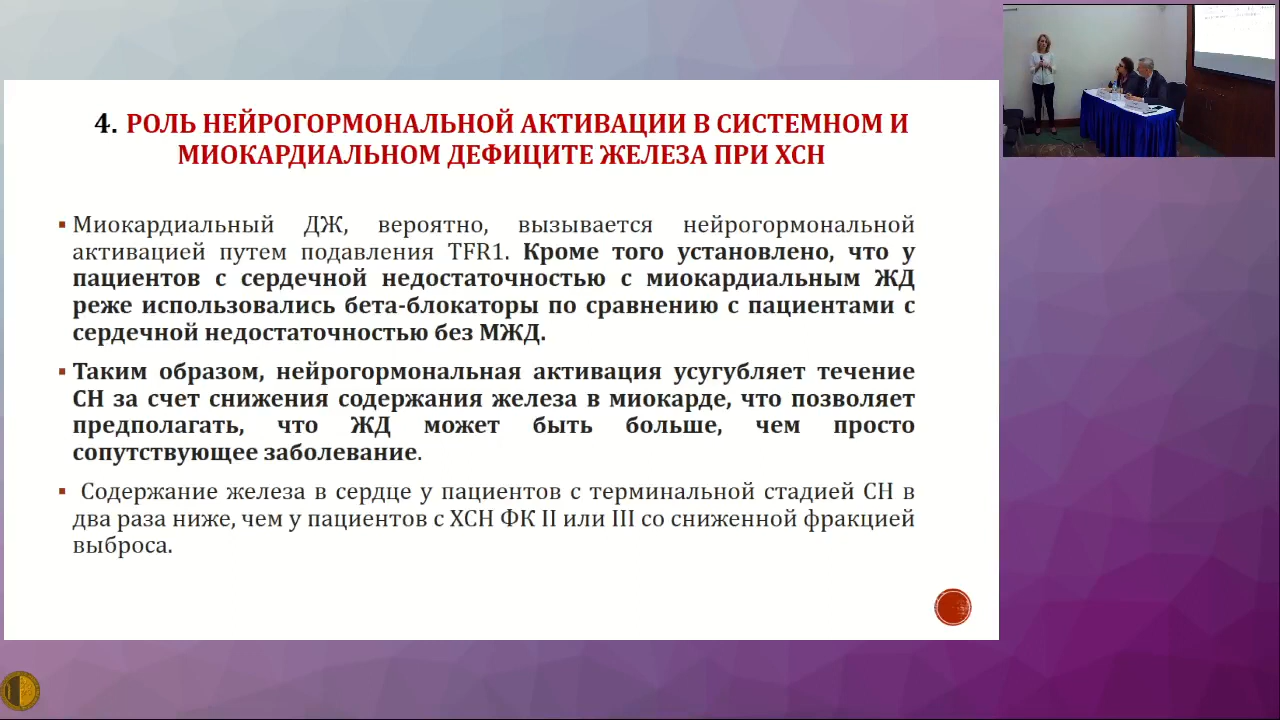 4. РОЛЬ НЕЙРОГОРМОНАЛЬНОЙ АКТИВАЦИИ В СИСТЕМНОМ И
МИОКАРДИАЛЬНОМ ДЕФИЦИТЕ ЖЕЛЕЗА ПРИ ХСН
▪ Миокардиальный ДЖ, вероятно, вызывается нейрогормональной
активацией путем подавления TFR1. Кроме того установлено, что у
пациентов с сердечной недостаточностью с миокардиальным ЖД
реже использовались бета-блокаторы по сравнению с пациентами с
сердечной недостаточностью без МЖД.
▪ Таким образом, нейрогормональная активация усугубляет течение
СН за счет снижения содержания железа в миокарде, что позволяет
предполагать, что ЖД может быть больше, чем просто
сопутствующее заболевание.
▪ Содержание железа в сердце у пациентов с терминальной стадией СН в
два раза ниже, чем у пациентов с ХСН ФК II или III со сниженной фракцией
выброса.